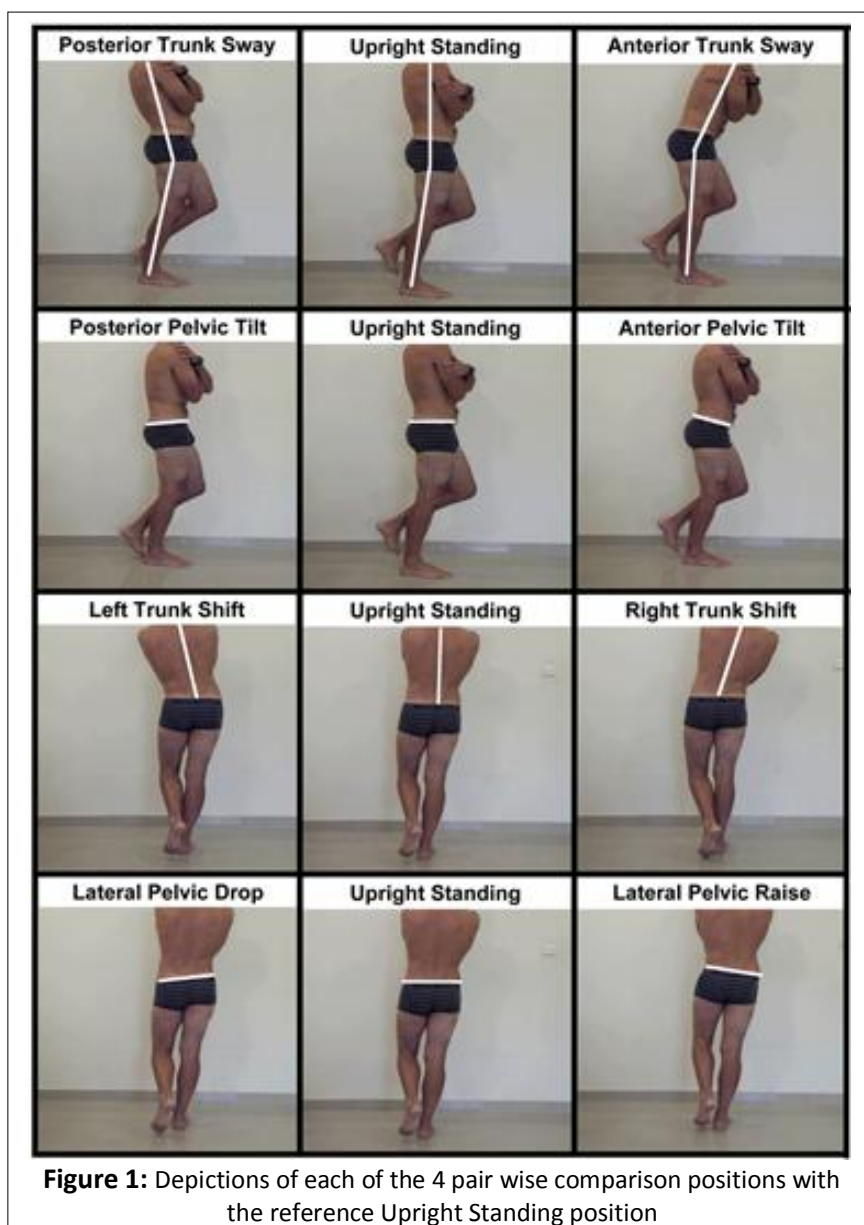 Posterior Trunk Sway
Upright Standing
Anterior Trunk Sway
Posterior Pelvic Tilt
Upright Standing
Anterior Pelvic Tilt
Left Trunk Shift
Upright Standing
Right Trunk Shift
Lateral Pelvic Drop
Upright Standing
Lateral Pelvic Raise
Figure 1: Depictions of each of the 4 pair wise comparison positions with
the reference Upright Standing position